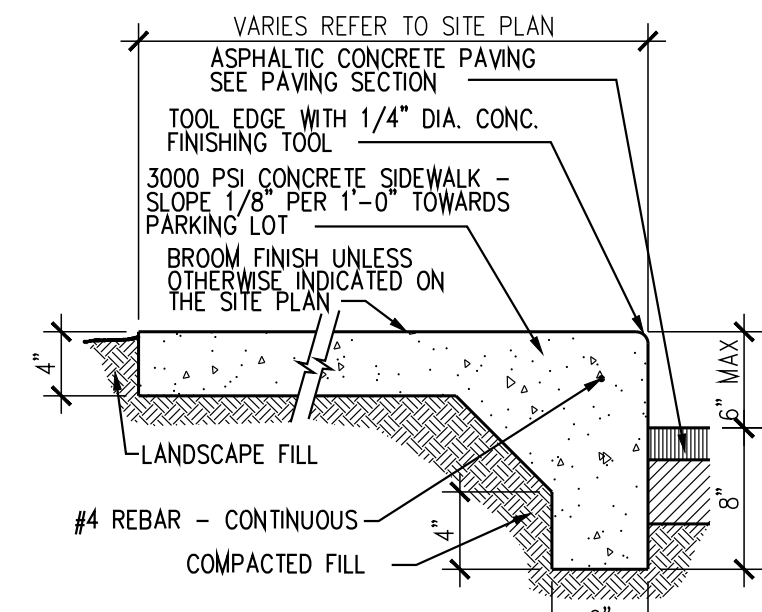 VARIES REFER TO SITE PLAN
ASPHALTIC CONCRETE PAVING
SEE PAVING SECTION
TOOL EDGE WITH 1/4" DIA. CONC.
FINISHING TOOL
3000 PSI CONCRETE SIDEWALK -
SLOPE 1/8" PER 1'-0" TOWARDS
PARKING LOT
BROOM FINISH UNLESS
OTHERWISE INDICATED ON
THE SITE PLAN
4"
6" MAX
LANDSCAPE FILL
8"
#4 REBAR - CONTINUOUS
4"
COMPACTED FILL